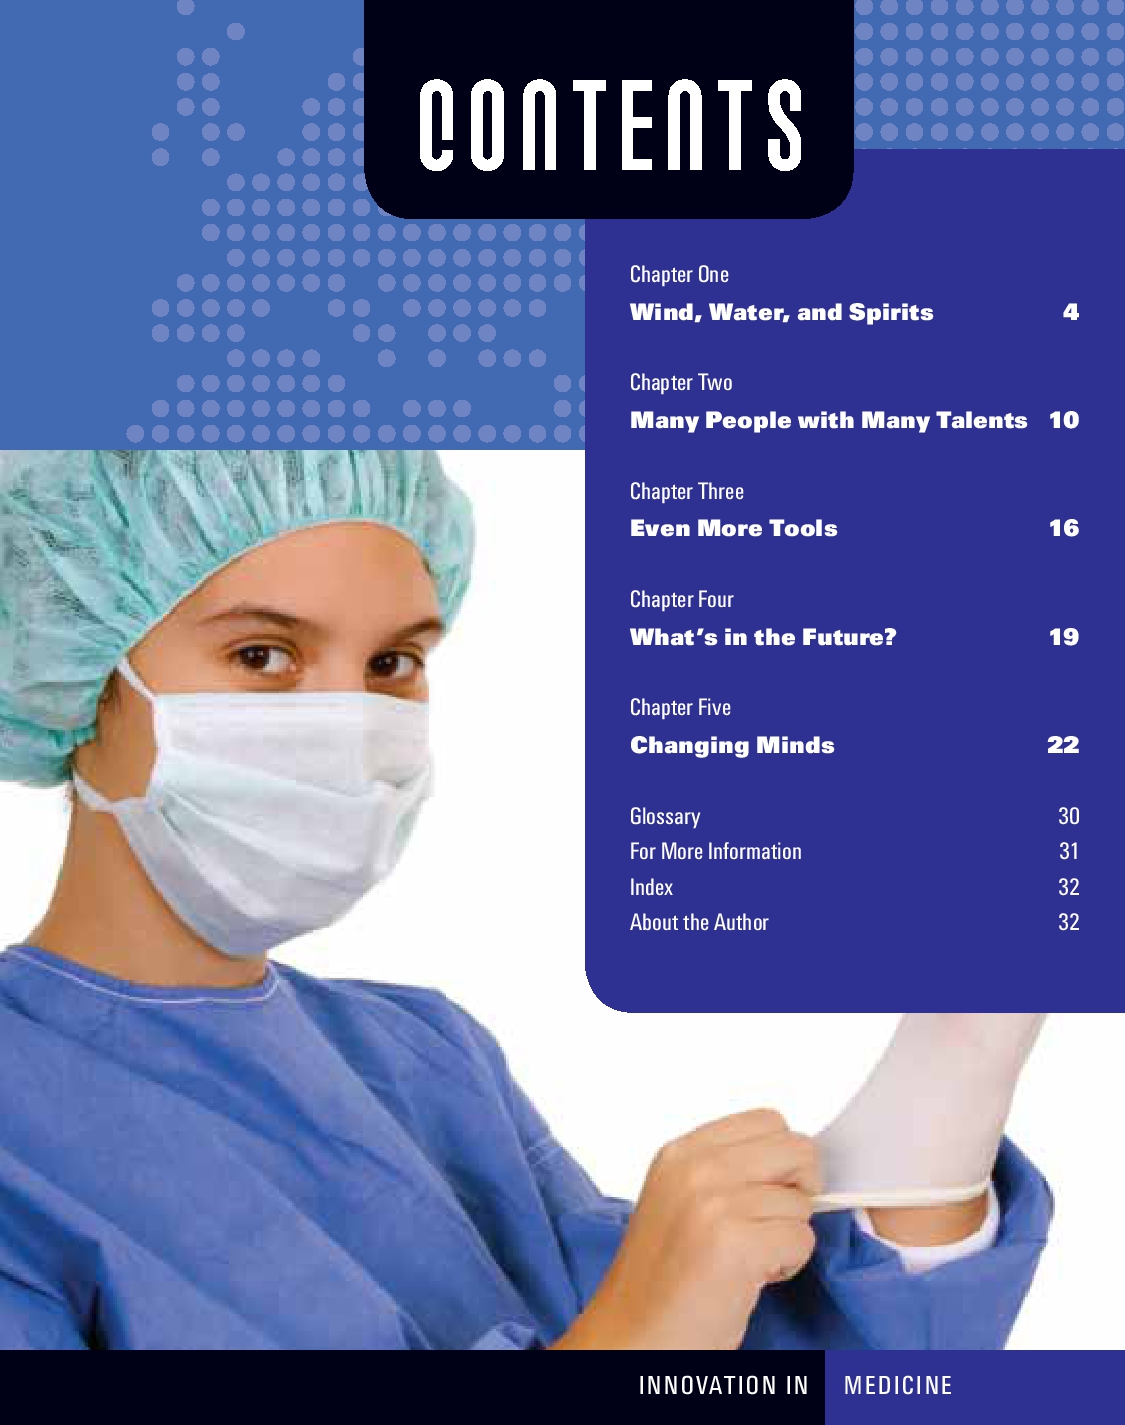 CONTENTS
Chapter One
Wind, Water, and Spirits 4
Chapter Two
Many People with Many Talents 10
Chapter Three
Even More Tools 16
Chapter Four
What's in the Future? 19
Chapter Five
Changing Minds 22
Glossary 30
For More Information 31
Index 32
About the Author 32
INNOVATION IN MEDICINE